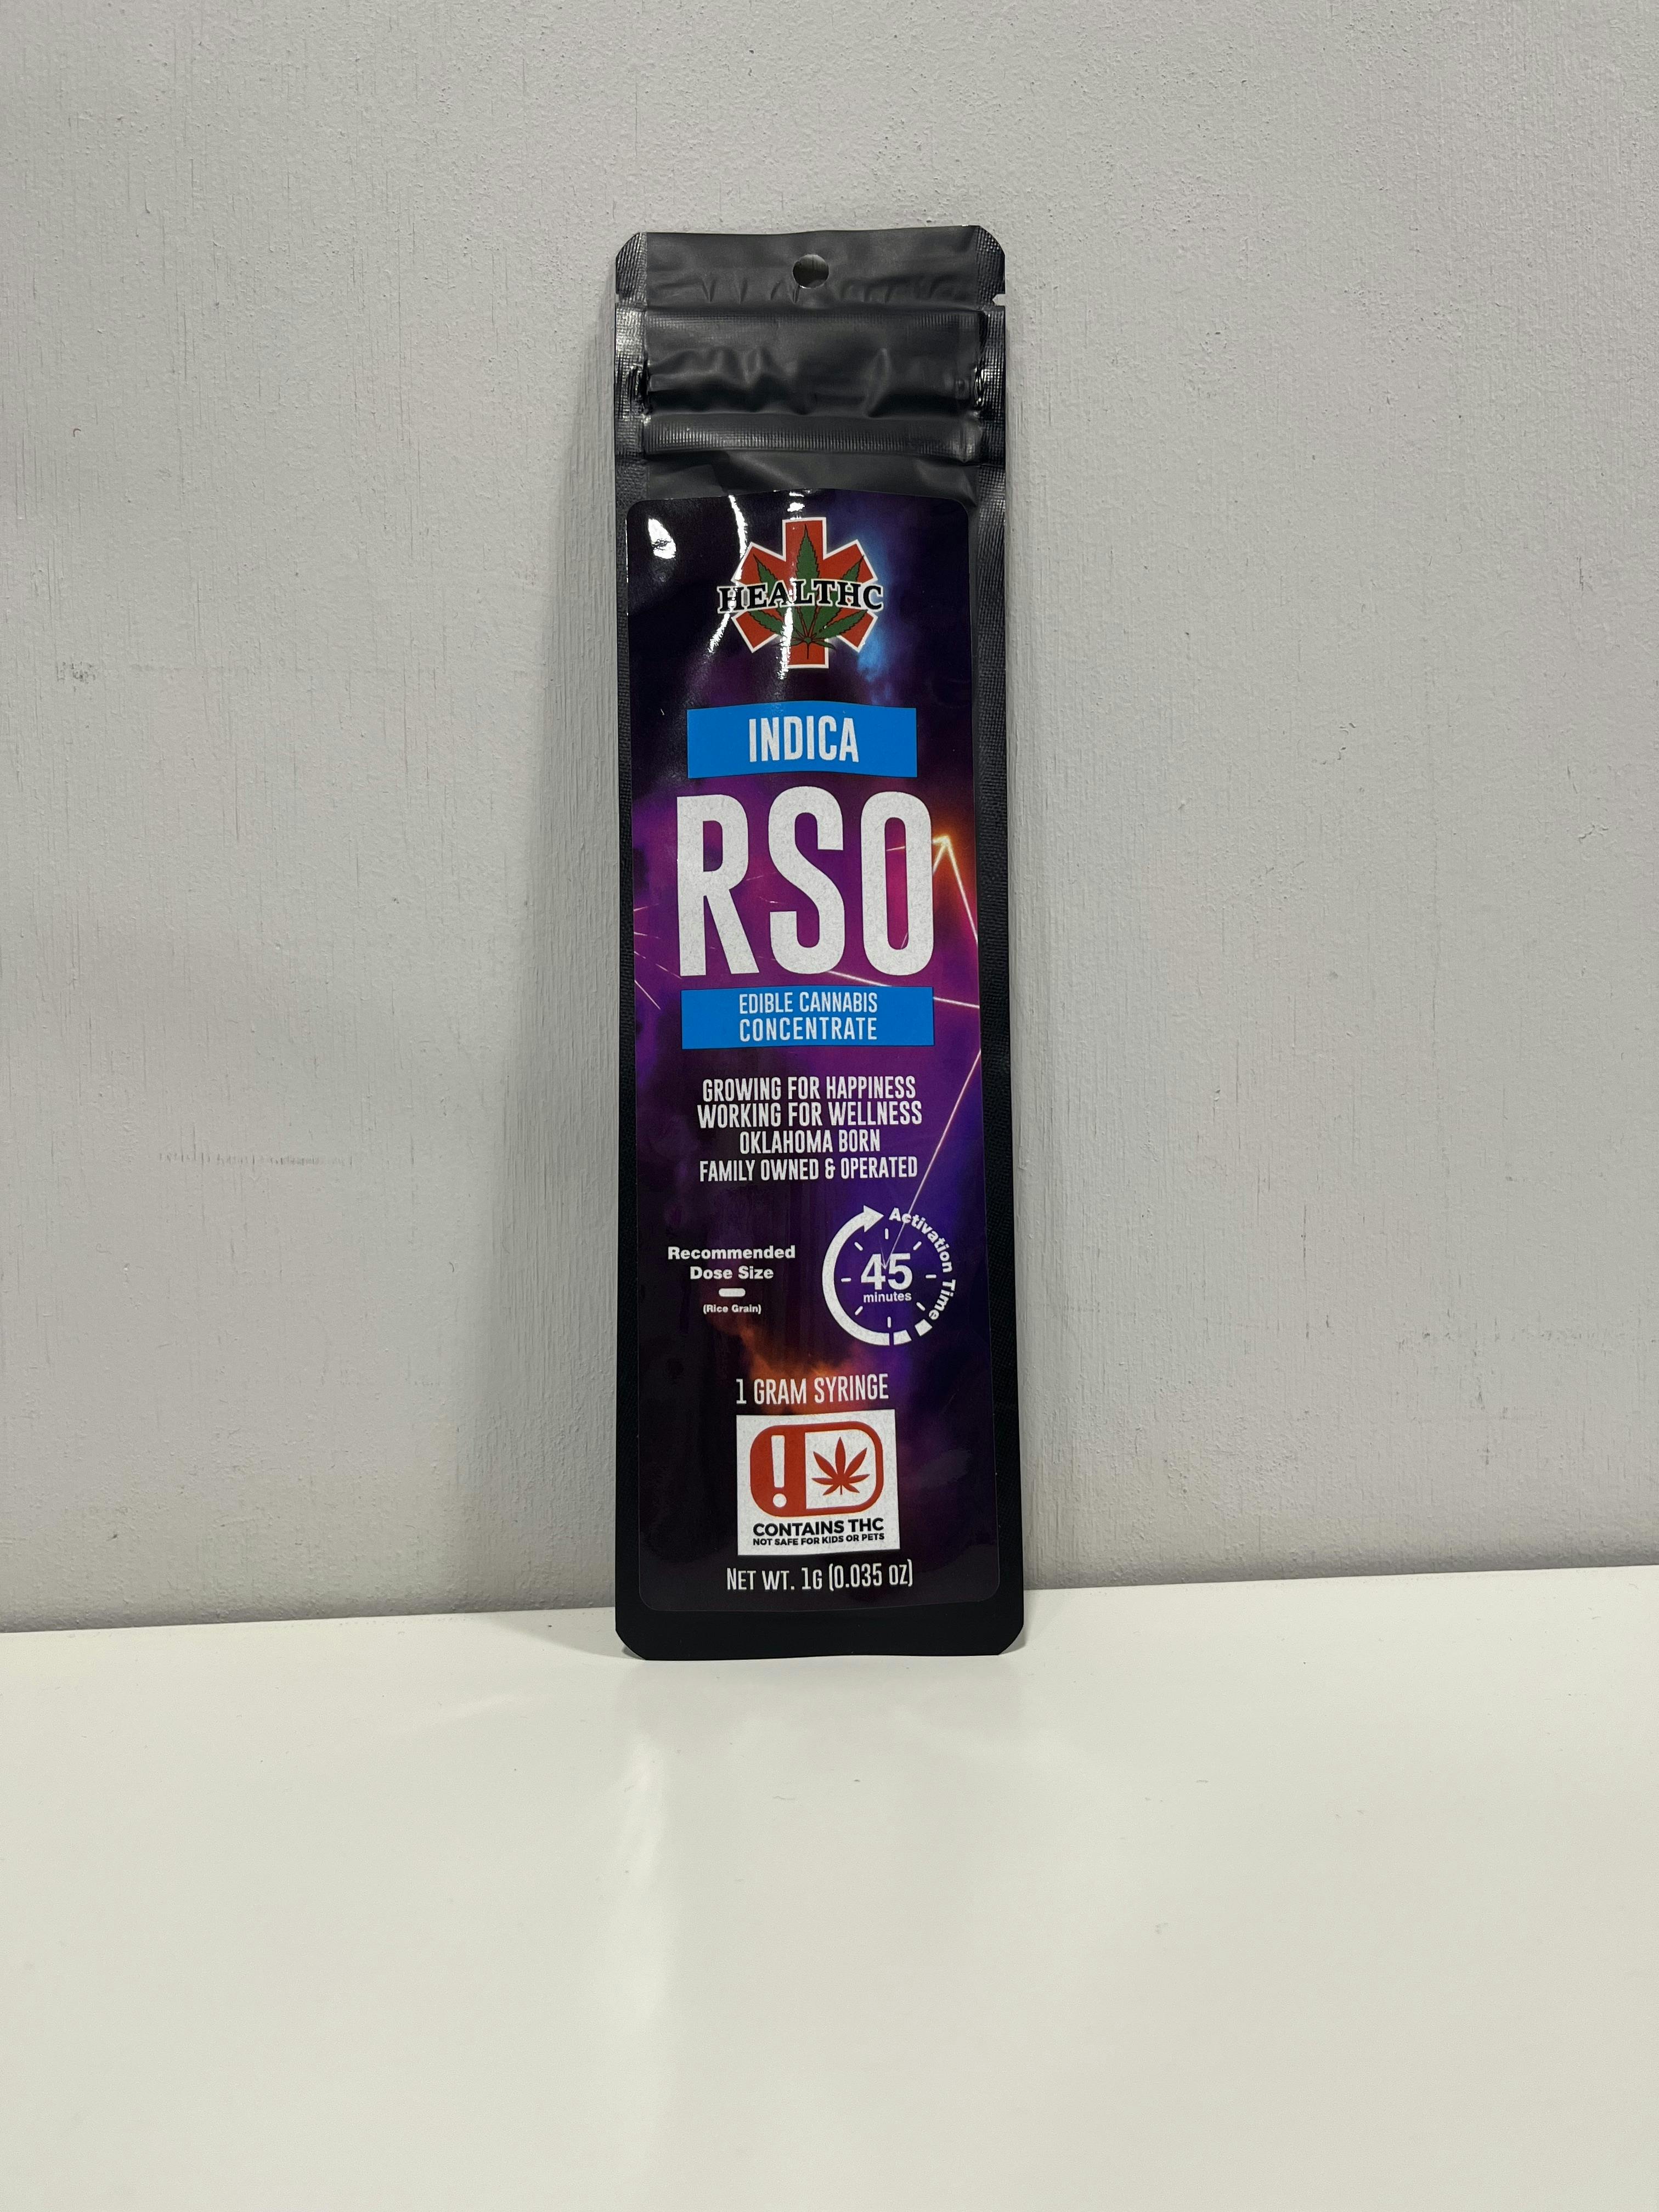 HEALTHC
INDICA
RSO
EDIBLE CANNABIS
CONCENTRATE
GROWING FOR HAPPINESS
WORKING FOR WELLNESS
OKLAHOMA BORN
FAMILY OWNED & OPERATED
Recommended
Dose Size
(Rice Grain)
Activation Time
45
minutes
1 GRAM SYRINGE
!
CONTAINS THC
NOT SAFE FOR KIDS OR PETS
NET WT. 1G (0.035 OZ)